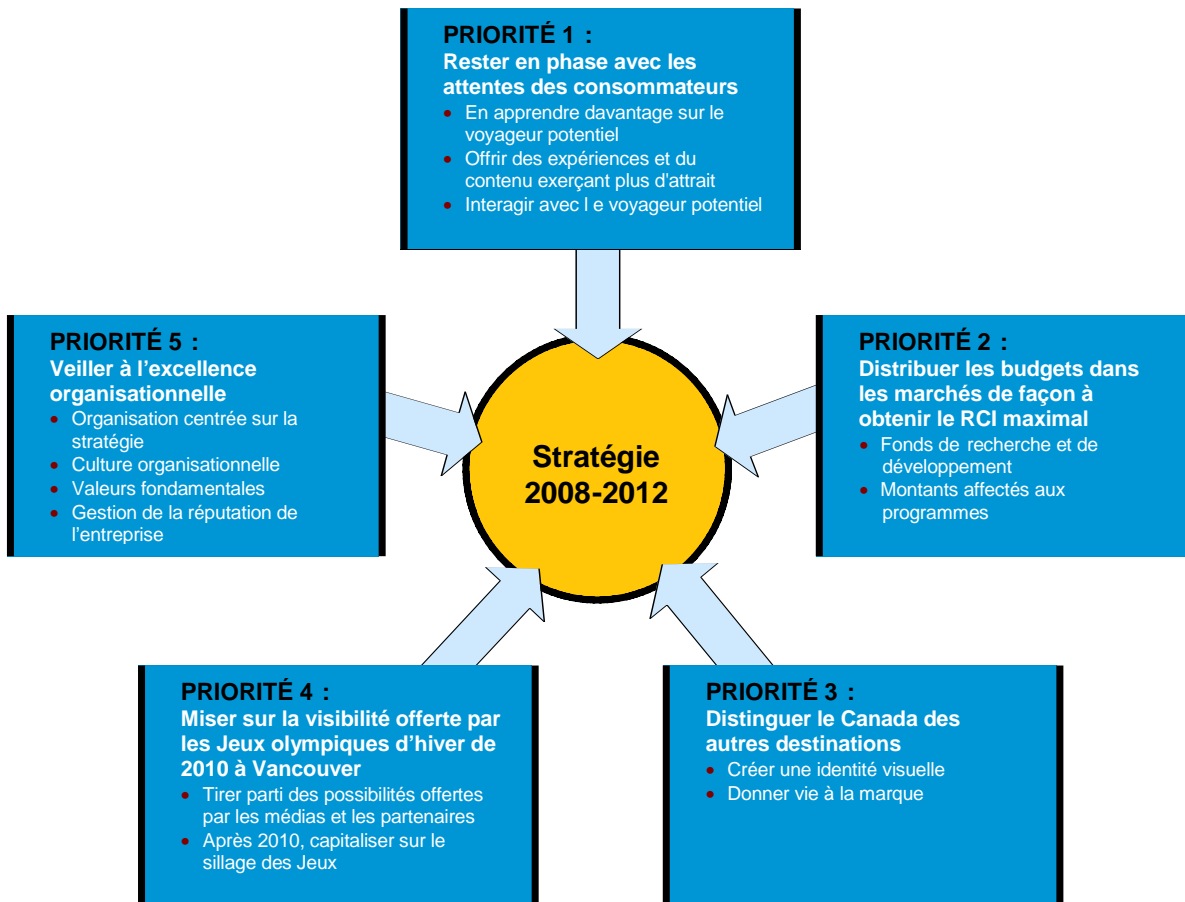 PRIORITÉ 1 :
Rester en phase avec les
attentes des consommateurs
• En apprendre davantage sur le
voyageur potentiel
• Offrir des expériences et du
contenu exerçant plus d'attrait
• Interagir avec l e voyageur potentiel
PRIORITÉ 5 :
Veiller à l’excellence
organisationnelle
• Organisation centrée sur la
stratégie
• Culture organisationnelle
• Valeurs fondamentales
• Gestion de la réputation de
l’entreprise
Stratégie
2008-2012
PRIORITÉ 2 :
Distribuer les budgets dans
les marchés de façon à
obtenir le RCI maximal
• Fonds de recherche et de
développement
• Montants affectés aux
programmes
PRIORITÉ 4 :
Miser sur la visibilité offerte par
les Jeux olympiques d’hiver de
2010 à Vancouver
• Tirer parti des possibilités offertes
par les médias et les partenaires
• Après 2010, capitaliser sur le
sillage des Jeux
PRIORITÉ 3 :
Distinguer le Canada des
autres destinations
• Créer une identité visuelle
• Donner vie à la marque